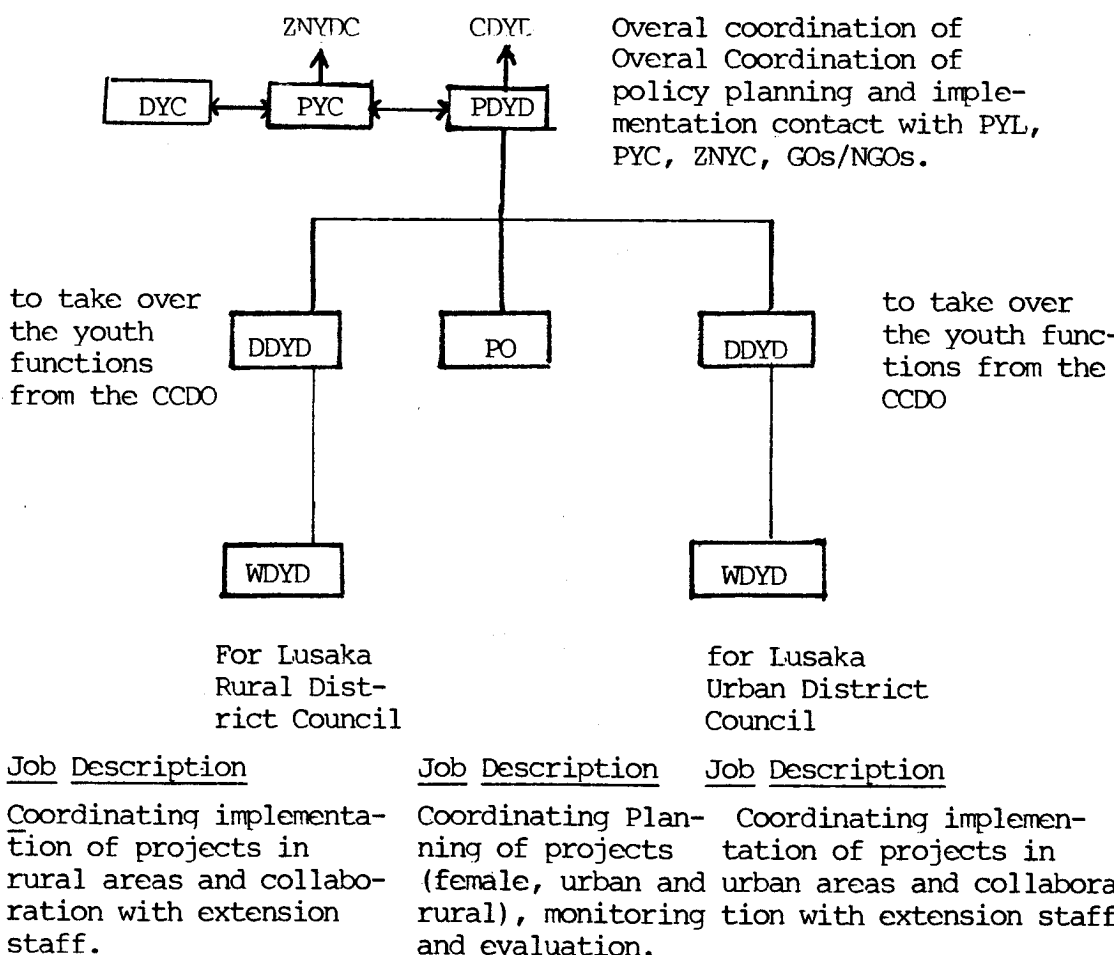 ZNYDC CDYD
Overal coordination of
Overal Coordination of
policy planning and imple-
mentation contact with PYL,
PYC, ZNYC, GOs/NGOs.
DYC PYC PDYD
to take over
the youth
functions
from the CCDO
DDYD PO DDYD
to take over
the youth func-
tions from the
CCDO
WDYD WDYD
For Lusaka
Rural Dist-
rict Council
for Lusaka
Urban District
Council
Job Description
Coordinating implementa-
tion of projects in
rural areas and collabo-
ration with extension
staff.
Job Description
Coordinating Plan-
ning of projects
(female, urban and
rural), monitoring
and evaluation.
Job Description
Coordinating implemen-
tation of projects in
urban areas and collabora
tion with extension staff